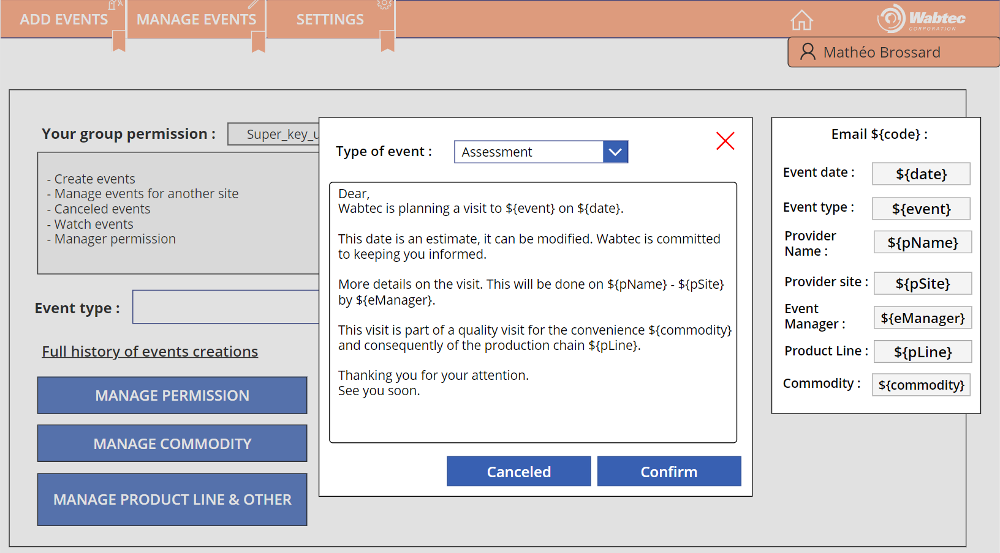 ADD EVENTS
MANAGE EVENTS
SETTINGS
Wabtec
CORPORATION
Mathéo Brossard
Your group permission :
Super_key_u
- Create events
- Manage events for another site
- Canceled events
- Watch events
- Manager permission
Event type :
Full history of events creations
MANAGE PERMISSION
MANAGE COMMODITY
MANAGE PRODUCT LINE & OTHER
Type of event :
Assessment
Dear,
Wabtec is planning a visit to ${event} on ${date}.
This date is an estimate, it can be modified. Wabtec is committed
to keeping you informed.
More details on the visit. This will be done on ${pName} - ${pSite}
by ${eManager}.
This visit is part of a quality visit for the convenience ${commodity}
and consequently of the production chain ${pLine}.
Thanking you for your attention.
See you soon.
Canceled
Confirm
Email ${code} :
Event date :
${date}
Event type :
${event}
Provider
Name :
${pName}
Provider site :
${pSite}
Event
Manager :
${eManager}
Product Line :
${pLine}
Commodity :
${commodity}